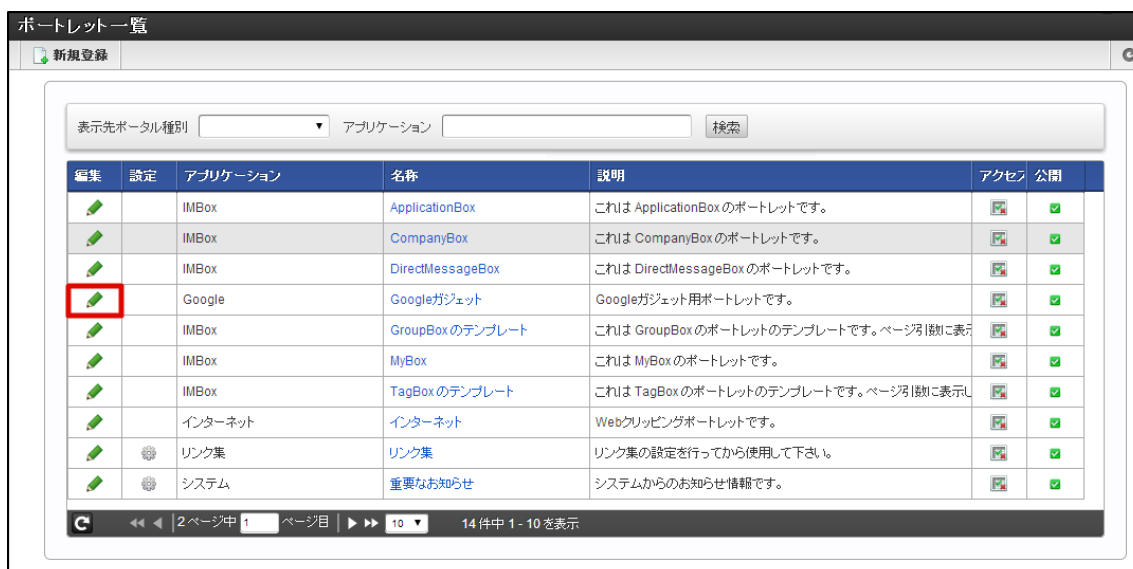 ポートレット一覧
新規登録
表示先ポータル種別 アプリケーション 検索
編集 設定 アプリケーション 名称 説明 アクセス 公開
IMBox ApplicationBox これは ApplicationBox のポートレットです。
IMBox CompanyBox これは CompanyBox のポートレットです。
IMBox DirectMessageBox これは DirectMessageBox のポートレットです。
Google Googleガジェット Googleガジェット用ポートレットです。
IMBox GroupBox のテンプレート これは GroupBox のポートレットのテンプレートです。ページ引数に表示
IMBox MyBox これは MyBox のポートレットです。
IMBox TagBox のテンプレート これは TagBox のポートレットのテンプレートです。ページ引数に表示し
インターネット インターネット Webクリッピングポートレットです。
リンク集 リンク集 リンク集の設定を行ってから使用して下さい。
システム 重要なお知らせ システムからのお知らせ情報です。
2 ページ中 1 ページ目 10 14 件中 1 - 10 を表示